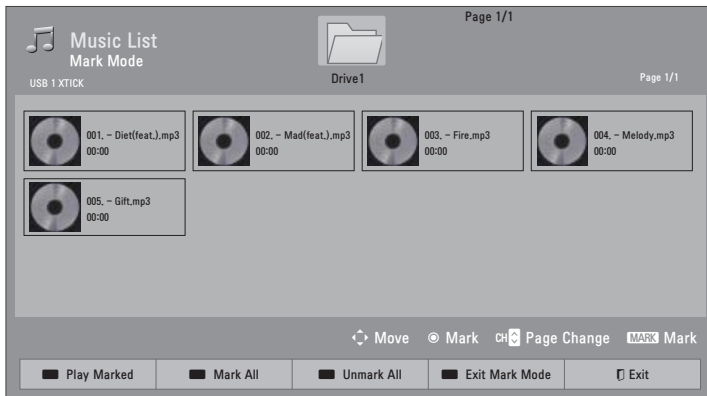 Page 1/1
Music List
Mark Mode
USB 1 XTICK
Drive1
Page 1/1
001. - Diet(feat.).mp3
00:00
002. - Mad(feat.).mp3
00:00
003. - Fire.mp3
00:00
004. - Melody.mp3
00:00
005. - Gift.mp3
00:00
Move
Mark
CH Page Change
MARK Mark
Play Marked
Mark All
Unmark All
Exit Mark Mode
Exit